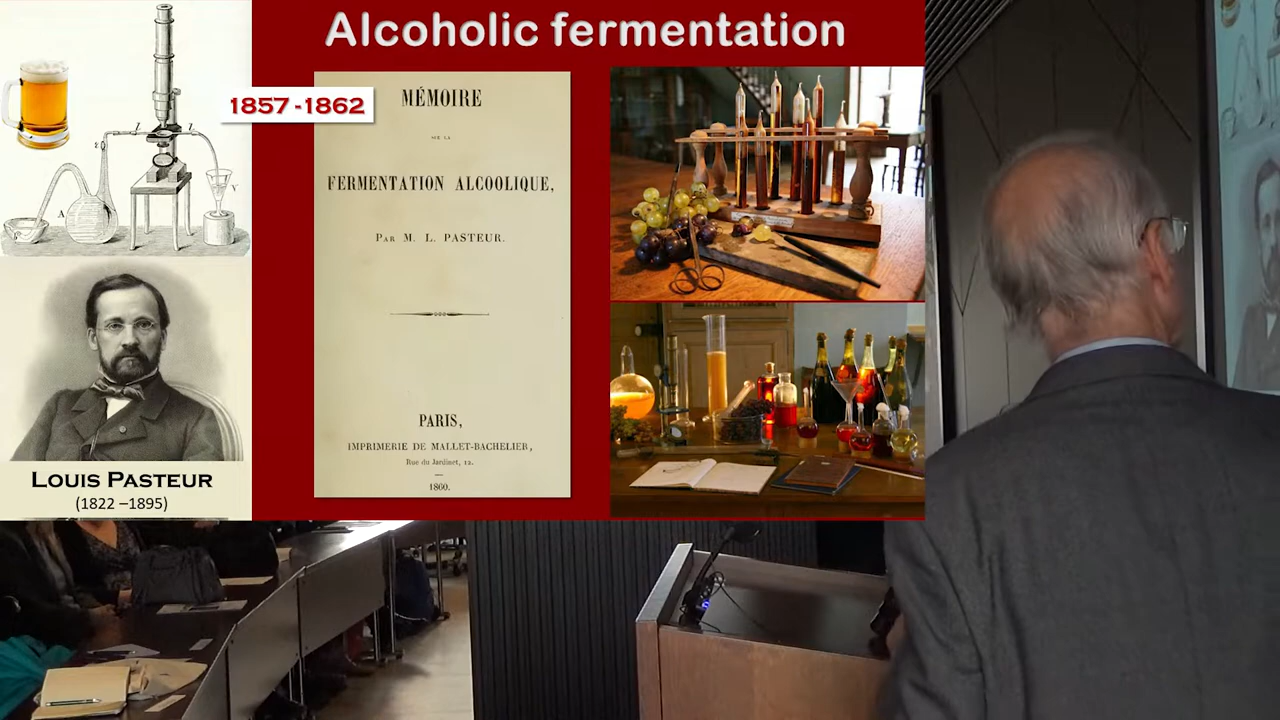 Alcoholic fermentation
1857 -1862
MÉMOIRE
SUR LA
FERMENTATION ALCOOLIQUE,
PAR M. L. PASTEUR.
PARIS,
IMPRIMERIE DE MALLET-BACHELIER,
Rue du Jardinet, 12.
1860.
LOUIS PASTEUR
(1822 –1895)